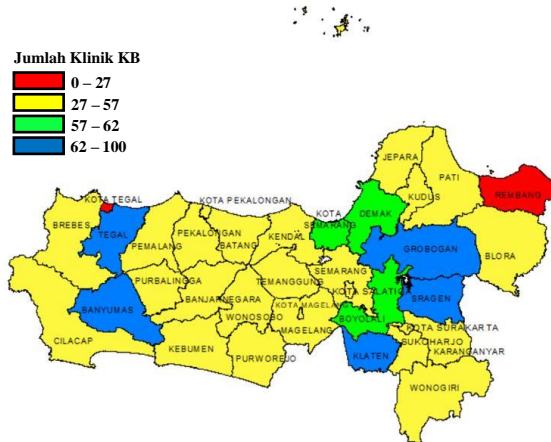 Jumlah Klinik KB
0 – 27
27 – 57
57 – 62
62 – 100
JEPARA
PATI
KUDUS
REMBANG
KOTA TEGAL
KOTA PEKALONGAN
KOTA SEMARANG
DEMAK
BREBES
TEGAL
PEMALANG
PEKALONGAN
BATANG
KENDAL
GROBOGAN
BLORA
PURBALINGGA
BANJARNEGARA
TEMANGGUNG
SEMARANG
KOTA SALATIGA
SRAGEN
BANYUMAS
WONOSOBO
KOTA MAGELANG
MAGELANG
BOYOLALI
KOTA SURAKARTA
CILACAP
KEBUMEN
PURWOREJO
KLATEN
SUKOHARJO
KARANGANYAR
WONOGIRI